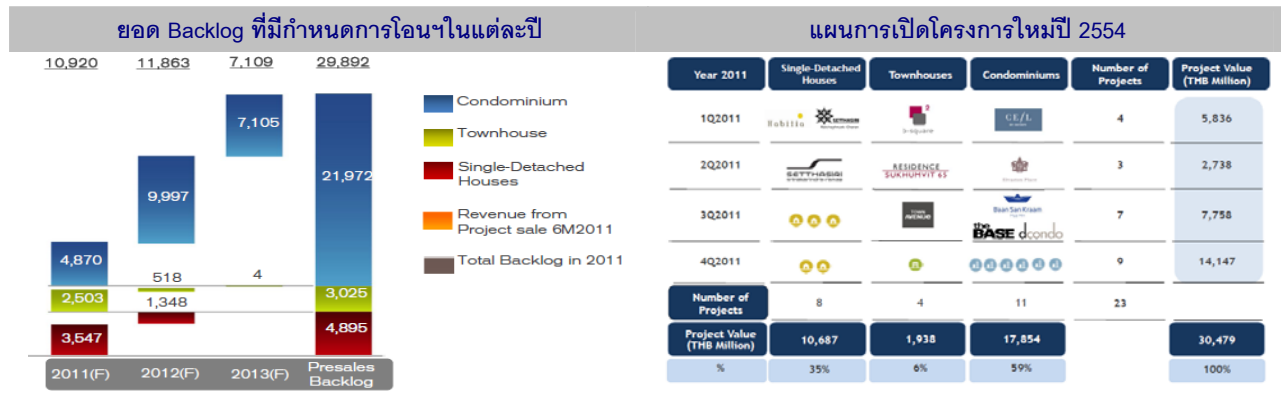 ยอด Backlog ที่มีกำหนดการโอนฯในแต่ละปี
10,920 11,863 7,109 29,892
Condominium
Townhouse
Single-Detached
Houses
Revenue from
Project sale 6M2011
Total Backlog in 2011
7,105
21,972
9,997
4,870
518 4
2,503 1,348 3,025
3,547 4,895
2011(F) 2012(F) 2013(F) Presales
Backlog
แผนการเปิดโครงการใหม่ปี 2554
Year 2011 Single-Detached
Houses Townhouses Condominiums Number of
Projects Project Value
(THB Million)
1Q2011 SETTHASIRI 2 b-square CE/L 4 5,836
2Q2011 SETTHASIRI RESIDENCE
SUKHUMVIT 65 3 2,738
3Q2011 TOWN
AVENUE Baan San Kraam
the BASE dcondo 7 7,758
4Q2011 9 14,147
Number of
Projects 8 4 11 23
Project Value
(THB Million) 10,687 1,938 17,854 30,479
% 35% 6% 59% 100%